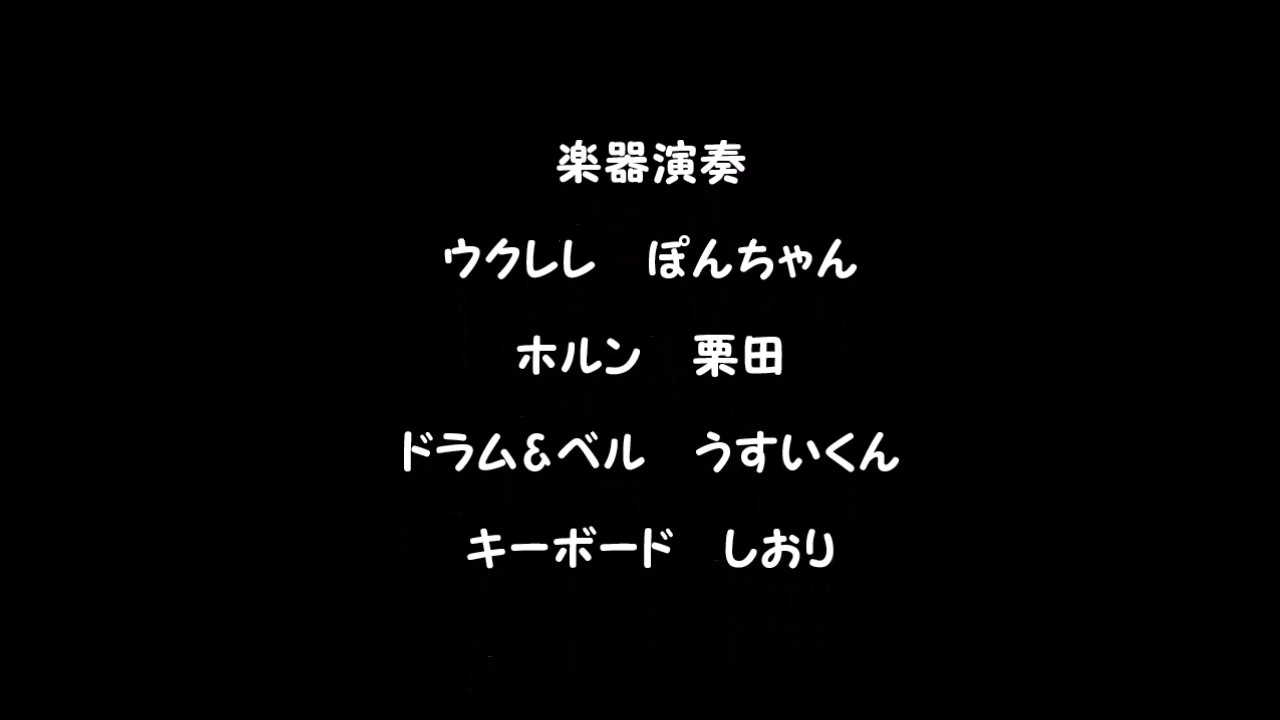 楽器演奏
ウクレレ　ぽんちゃん
ホルン　栗田
ドラム&ベル　うすいくん
キーボード　しおり